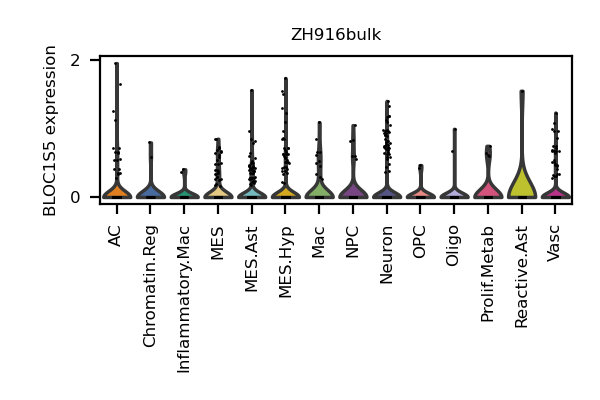 ZH916bulk
BLOC1S5 expression
2
0
AC
Chromatin.Reg
Inflammatory.Mac
MES
MES.Ast
MES.Hyp
Mac
NPC
Neuron
OPC
Oligo
Prolif.Metab
Reactive.Ast
Vasc